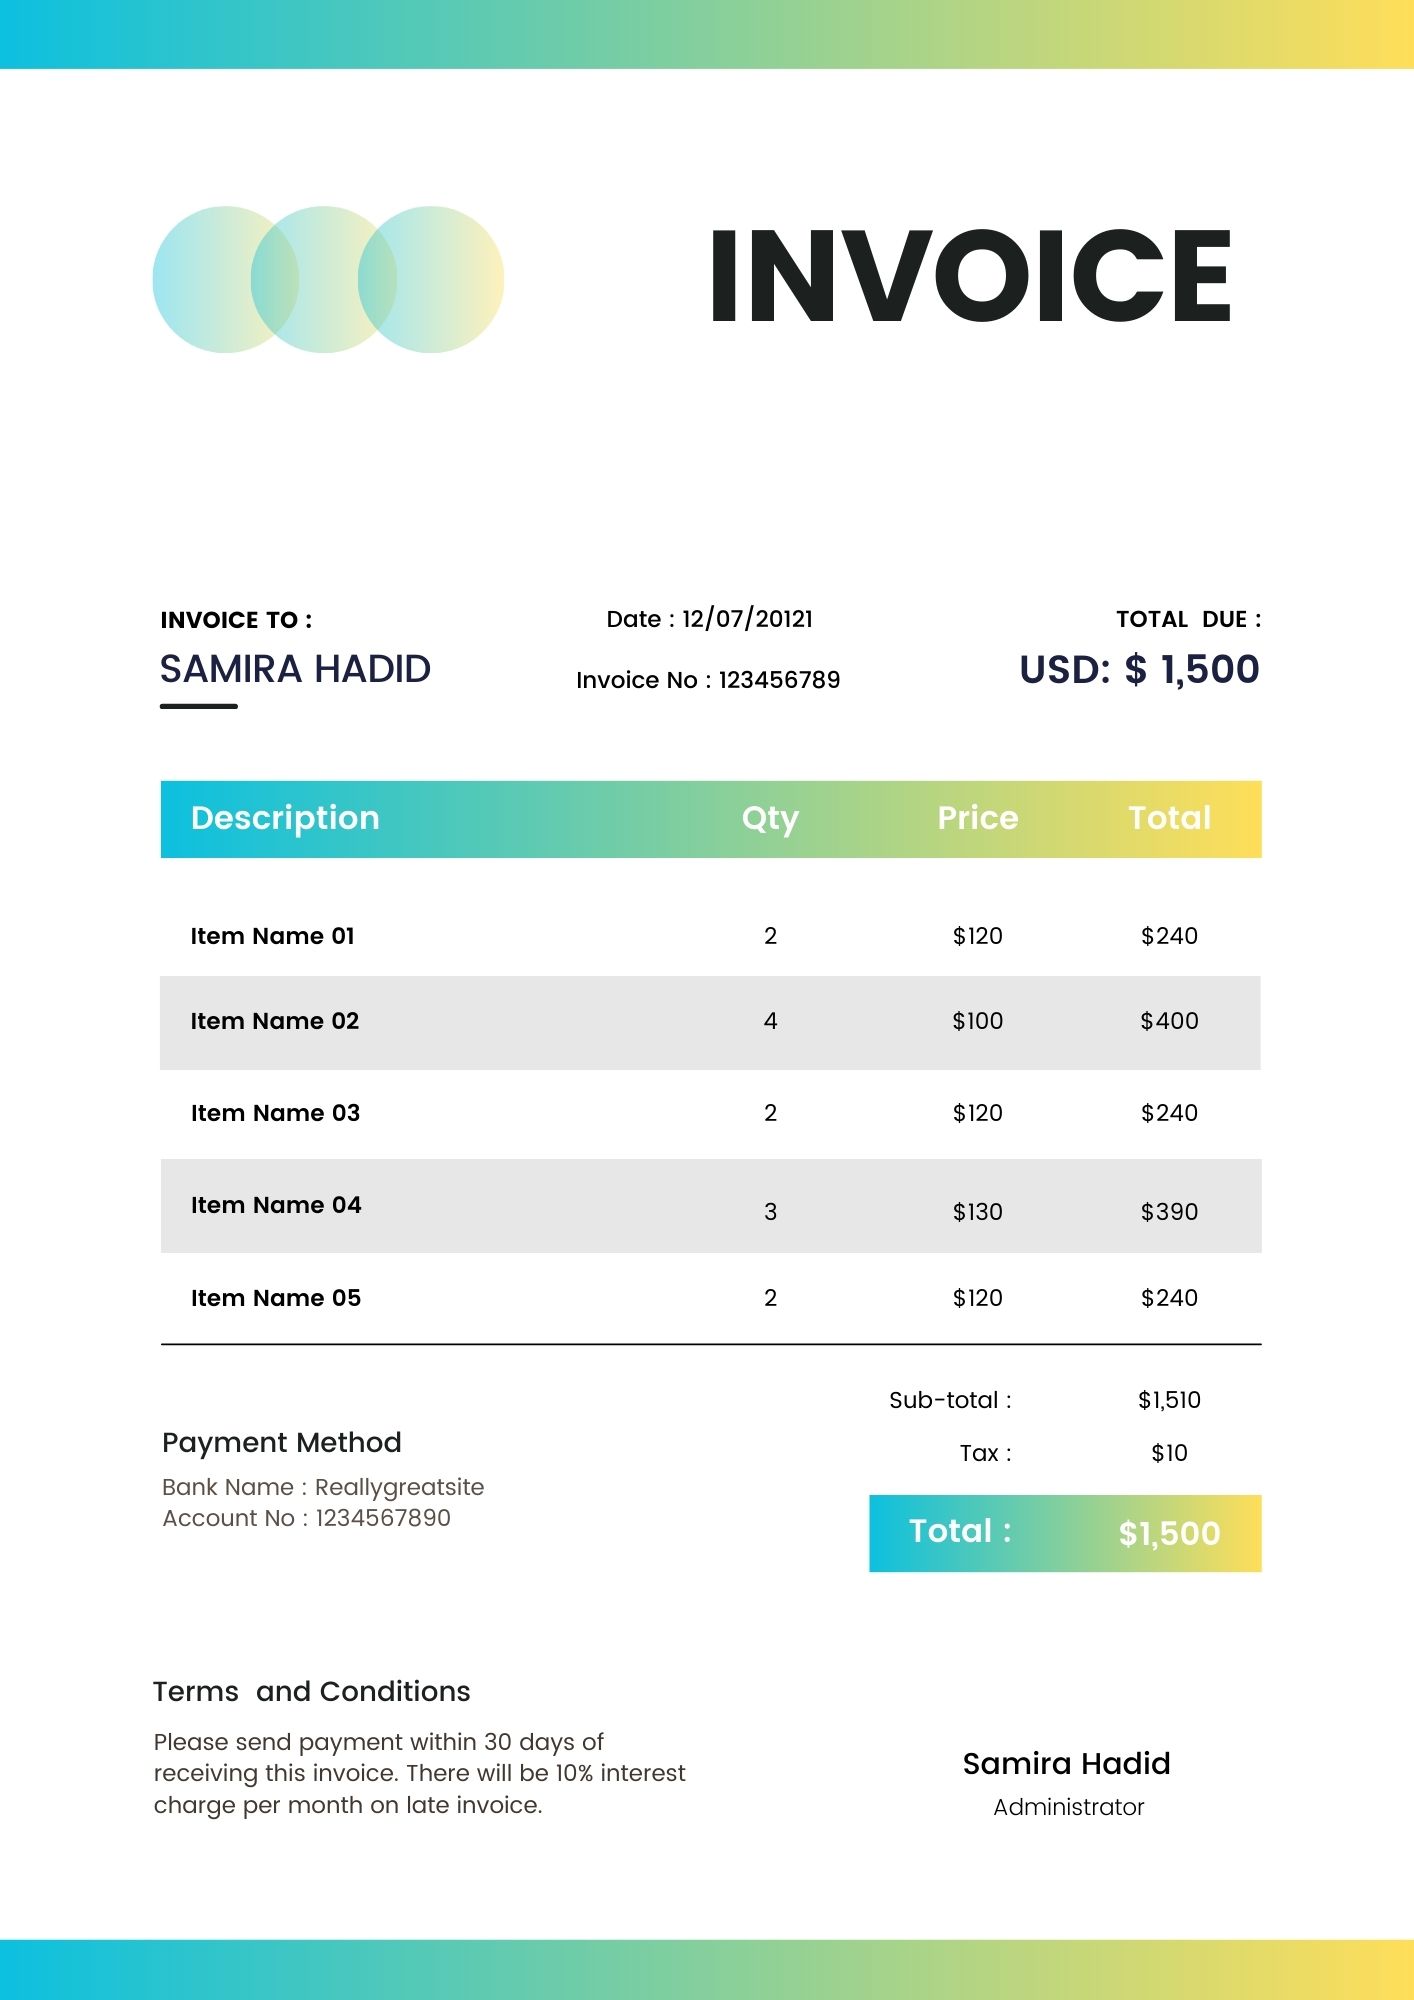 INVOICE
INVOICE TO :
SAMIRA HADID
Date : 12/07/20121
Invoice No : 123456789
TOTAL  DUE :
USD: $ 1,500
Description Qty Price Total
Item Name 01 2 $120 $240
Item Name 02 4 $100 $400
Item Name 03 2 $120 $240
Item Name 04 3 $130 $390
Item Name 05 2 $120 $240
Sub-total : $1,510
Tax : $10
Total : $1,500
Payment Method
Bank Name : Reallygreatsite
Account No : 1234567890
Terms  and Conditions
Please send payment within 30 days of
receiving this invoice. There will be 10% interest
charge per month on late invoice.
Samira Hadid
Administrator